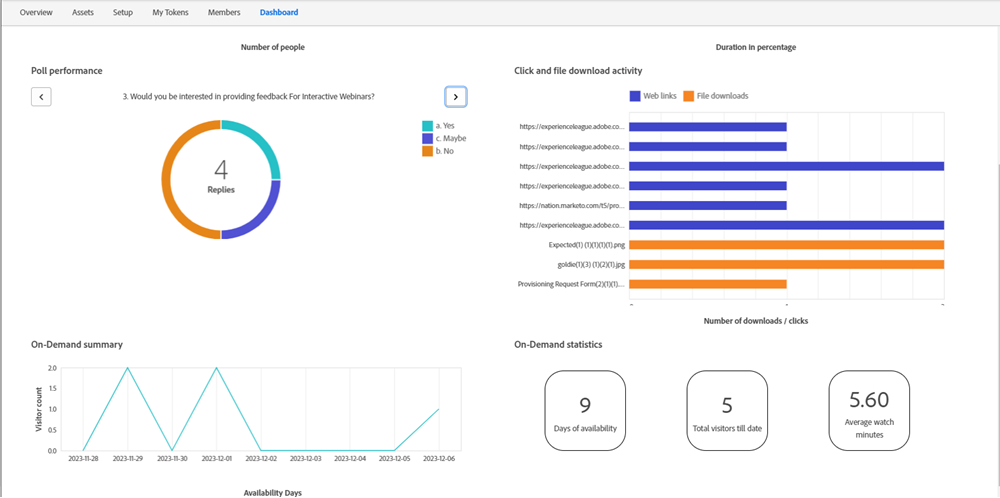 Overview Assets Setup My Tokens Members Dashboard
Number of people
Poll performance
3. Would you be interested in providing feedback For Interactive Webinars?
a. Yes
c. Maybe
b. No
4
Replies
Duration in percentage
Click and file download activity
Web links File downloads
https://experienceleague.adobe.co...
https://experienceleague.adobe.co...
https://experienceleague.adobe.co...
https://experienceleague.adobe.co...
https://nation.marketo.com/t5/pro...
https://experienceleague.adobe.co...
Expected(1) (1)(1)(1)(1).png
goldie(1)(3) (1)(2)(1).jpg
Provisioning Request Form(2)(1)(1)....
Number of downloads / clicks
On-Demand summary
Visitor count
2.0
1.5
1.0
0.5
0.0
2023-11-28 2023-11-29 2023-11-30 2023-12-01 2023-12-02 2023-12-03 2023-12-04 2023-12-05 2023-12-06
Availability Days
On-Demand statistics
9
Days of availability
5
Total visitors till date
5.60
Average watch
minutes